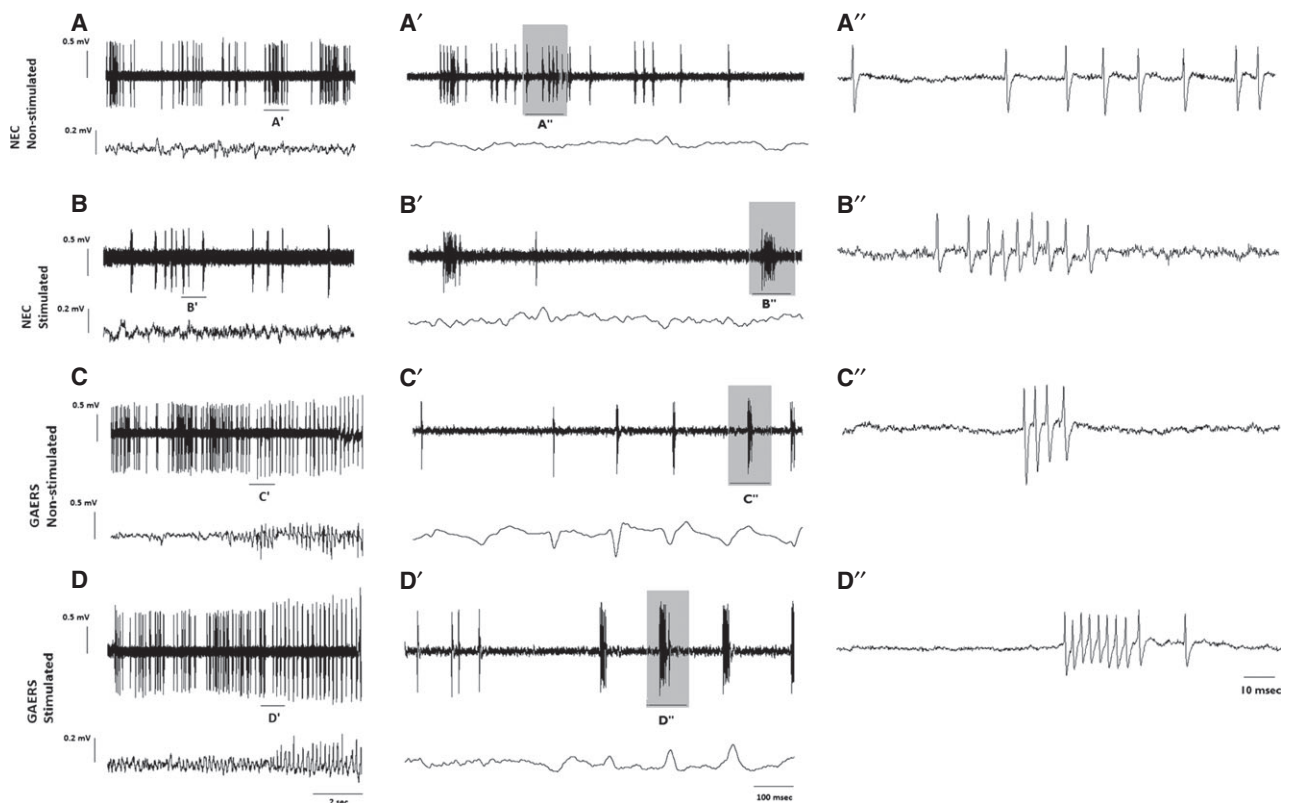 A A′ A″
0.5 mV
NEC
Non-stimulated
A'
A"
0.2 mV
B B′ B″
0.5 mV
NEC
Stimulated
B'
B"
0.2 mV
C C′ C″
0.5 mV
GAERS
Non-stimulated
C'
C"
0.5 mV
D D′ D″
0.5 mV
GAERS
Stimulated
D'
D"
10 msec
0.2 mV
2 sec
100 msec